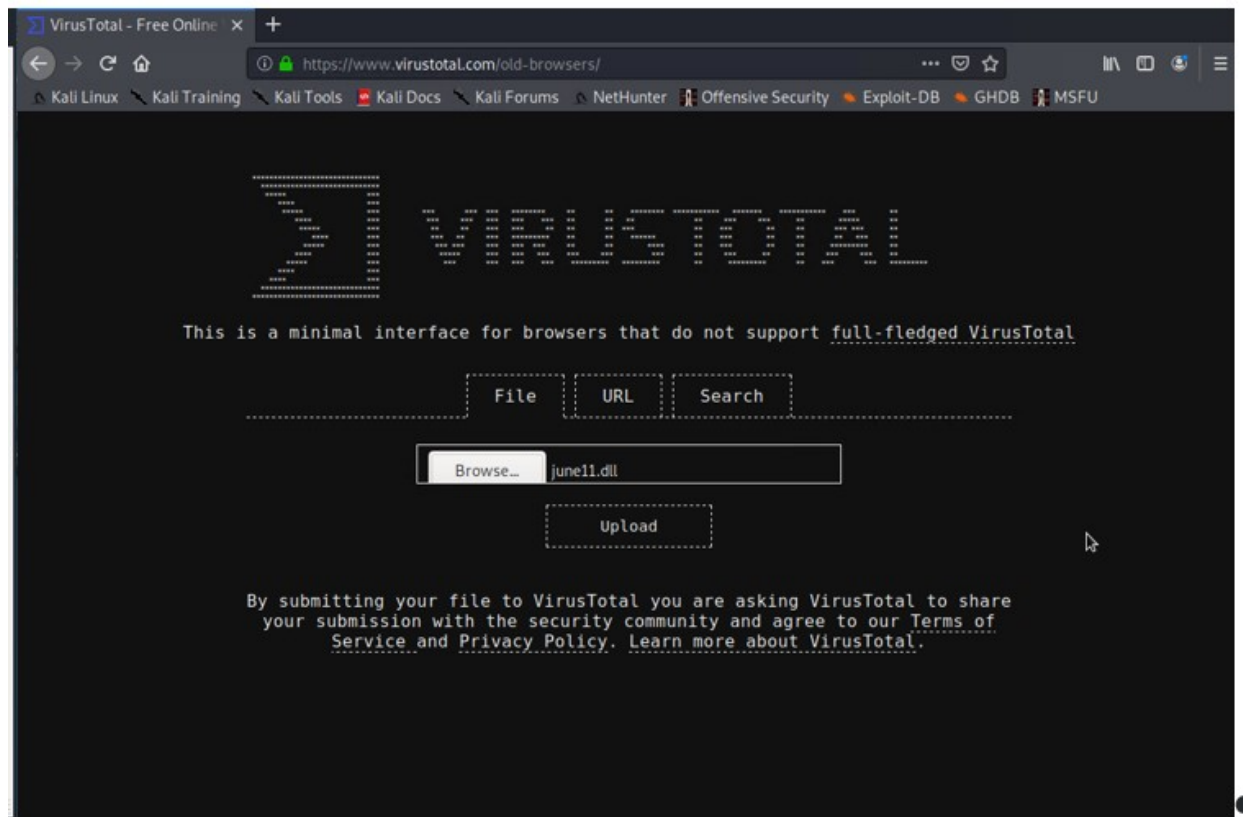 VirusTotal - Free Online
https://www.virustotal.com/old-browsers/
Kali Linux Kali Training Kali Tools Kali Docs Kali Forums NetHunter Offensive Security Exploit-DB GHDB MSFU
VIRUSTOTAL
This is a minimal interface for browsers that do not support full-fledged VirusTotal
File URL Search
Browse… june11.dll
Upload
By submitting your file to VirusTotal you are asking VirusTotal to share
your submission with the security community and agree to our Terms of
Service and Privacy Policy. Learn more about VirusTotal.